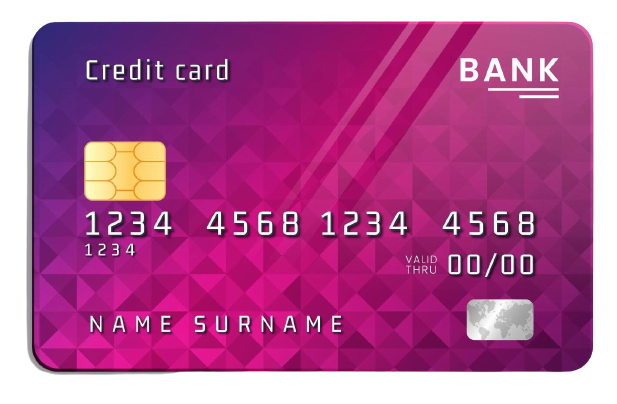 Credit card
BANK
1234 4568 1234 4568
1234
VALID
THRU 00/00
NAME SURNAME